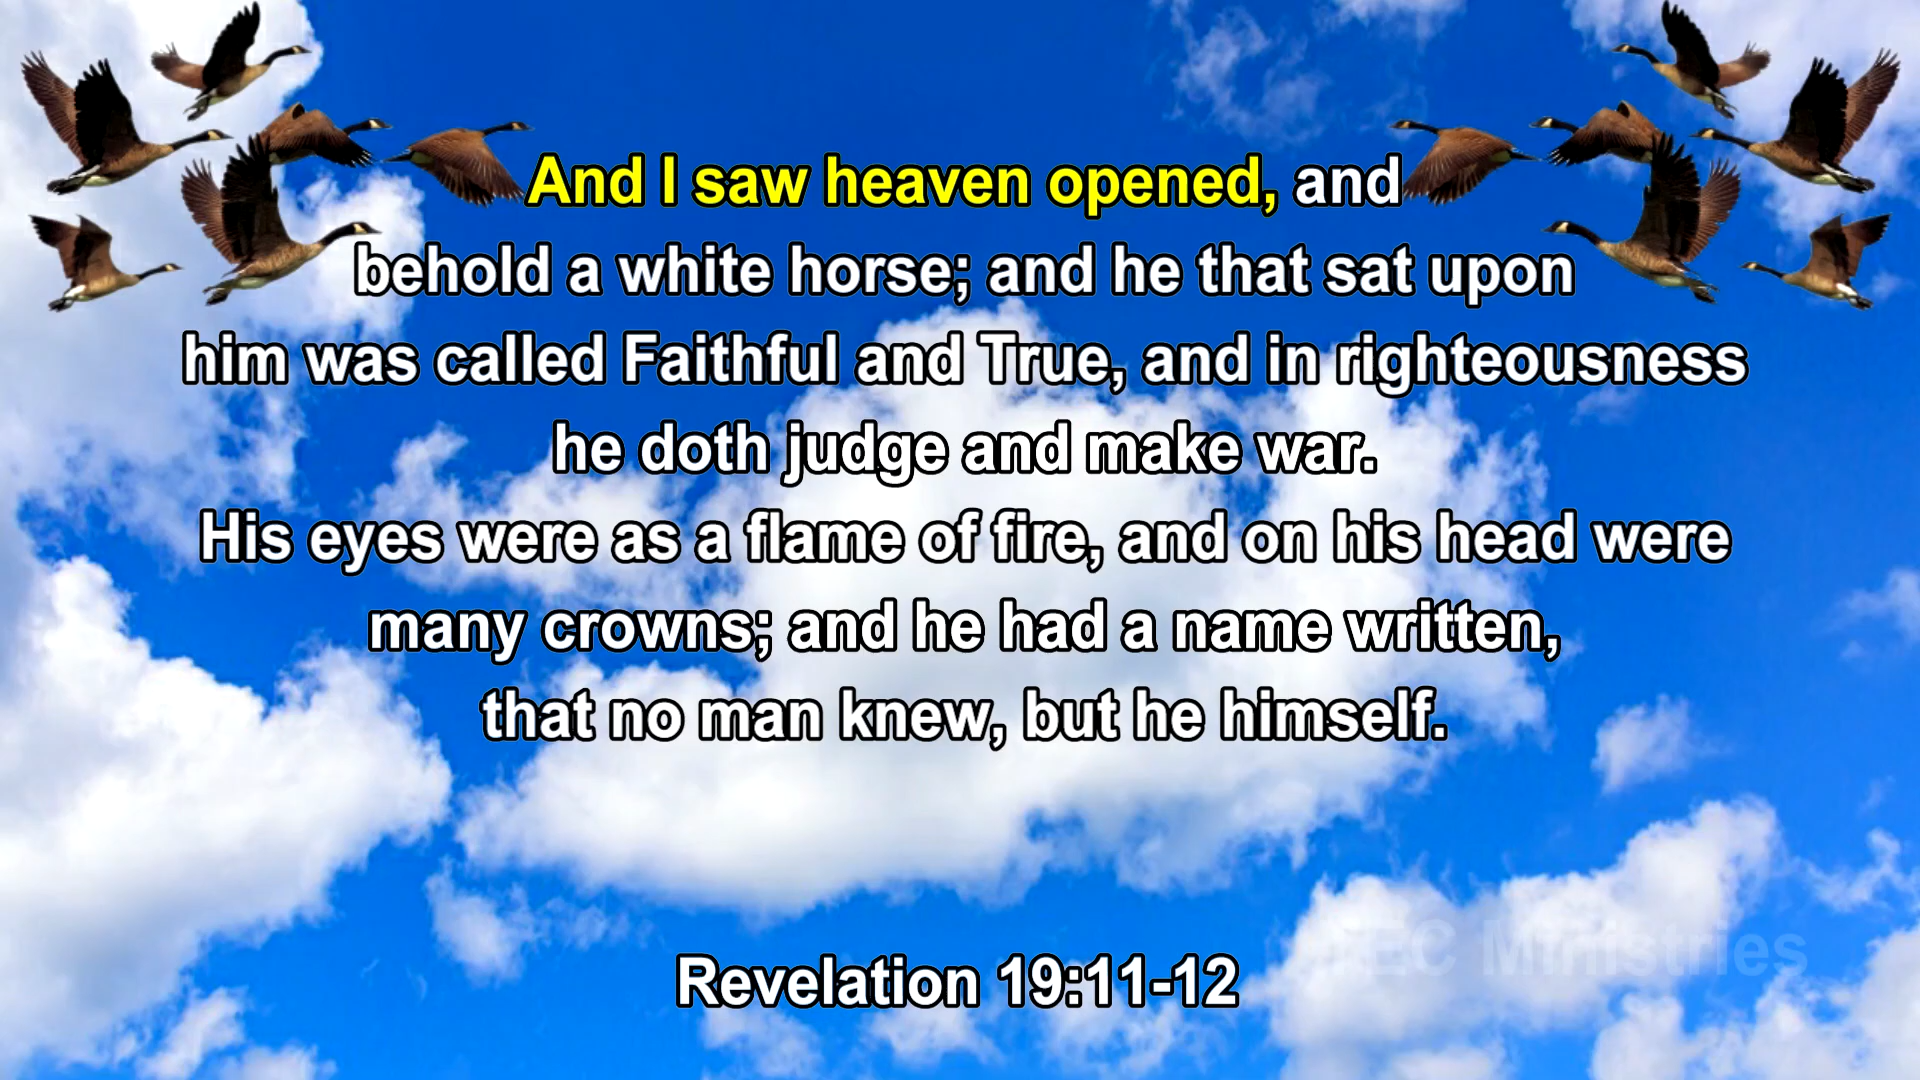 And I saw heaven opened, and
behold a white horse; and he that sat upon
him was called Faithful and True, and in righteousness
he doth judge and make war.
His eyes were as a flame of fire, and on his head were
many crowns; and he had a name written,
that no man knew, but he himself.
Revelation 19:11-12
Ministries